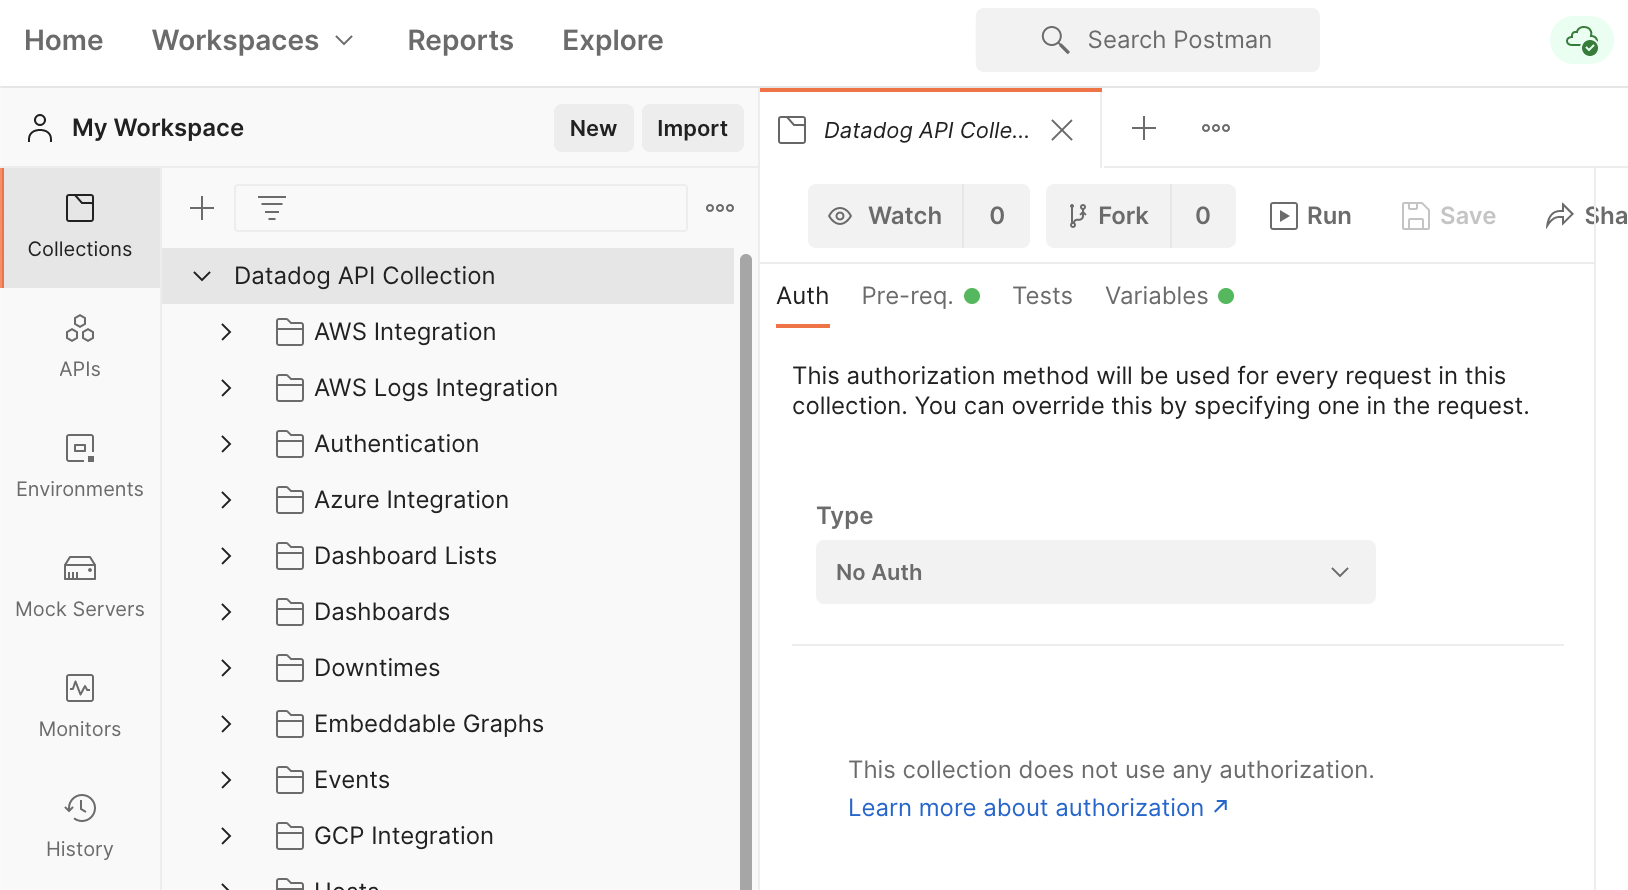 Home Workspaces Reports Explore Search Postman
My Workspace New Import
Datadog API Colle...
Collections
APIs
Environments
Mock Servers
Monitors
History
Datadog API Collection
AWS Integration
AWS Logs Integration
Authentication
Azure Integration
Dashboard Lists
Dashboards
Downtimes
Embeddable Graphs
Events
GCP Integration
Hosts
Watch 0 Fork 0 Run Save Sha
Auth Pre-req. Tests Variables
This authorization method will be used for every request in this
collection. You can override this by specifying one in the request.
Type
No Auth
This collection does not use any authorization.
Learn more about authorization ↗